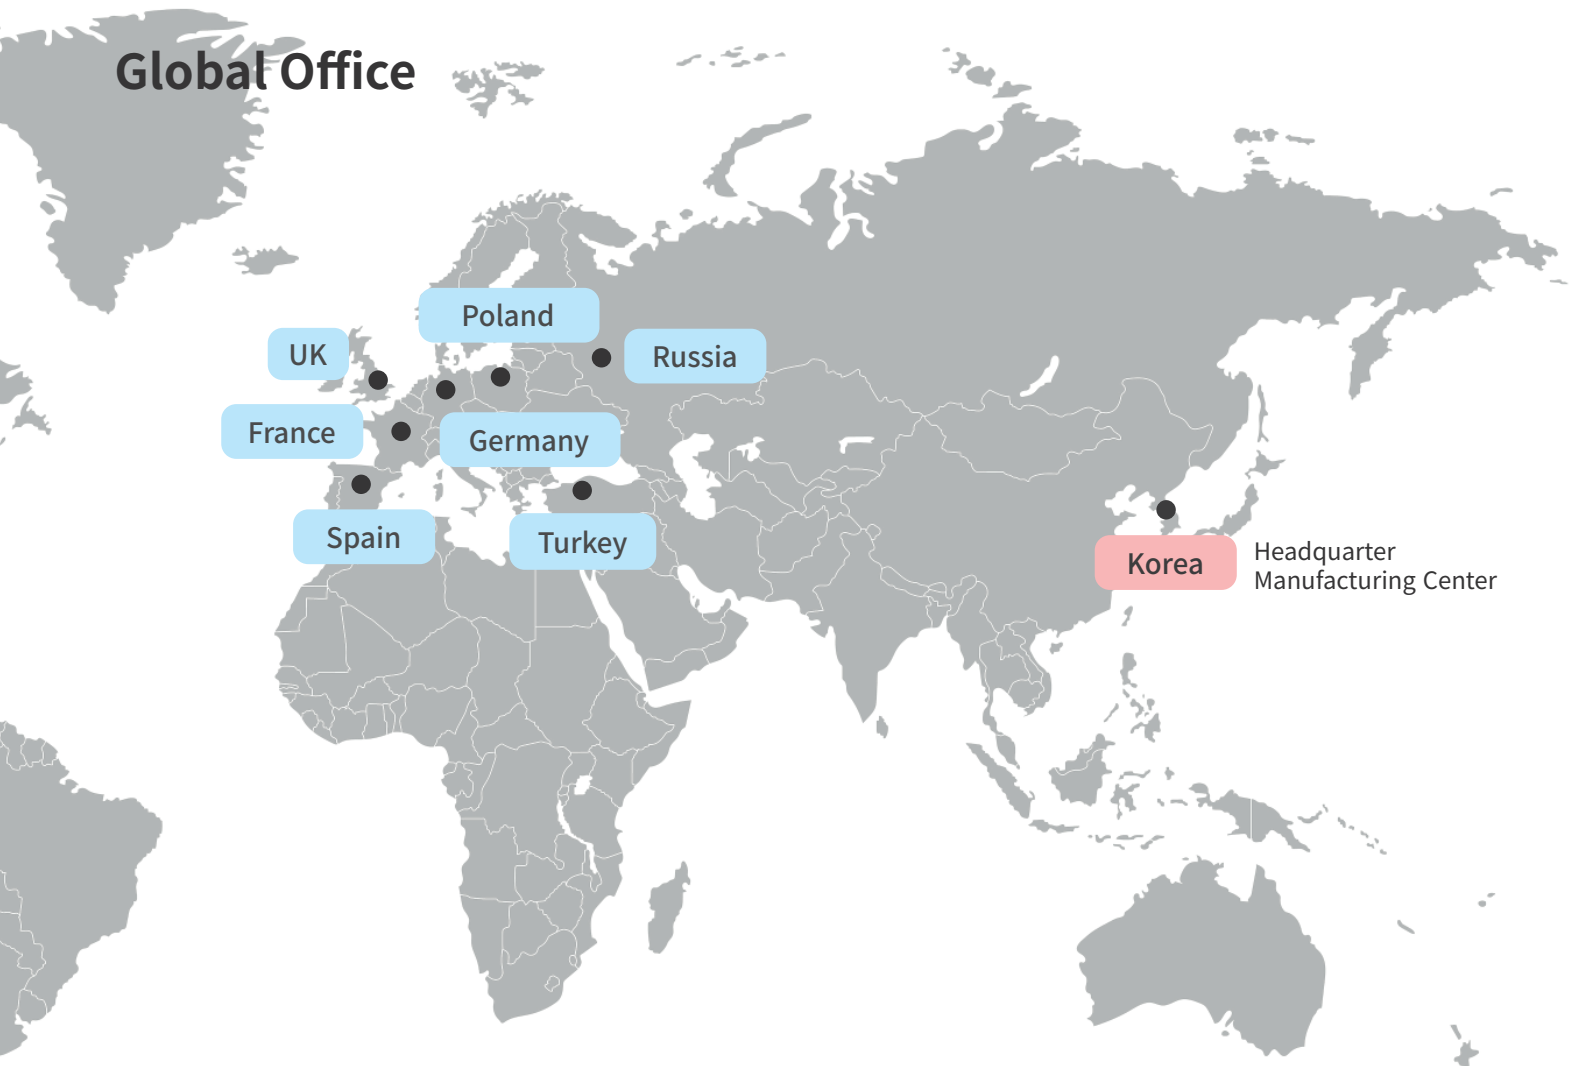 Global Office
Poland
UK
Russia
France
Germany
Spain
Turkey
Korea
Headquarter
Manufacturing Center